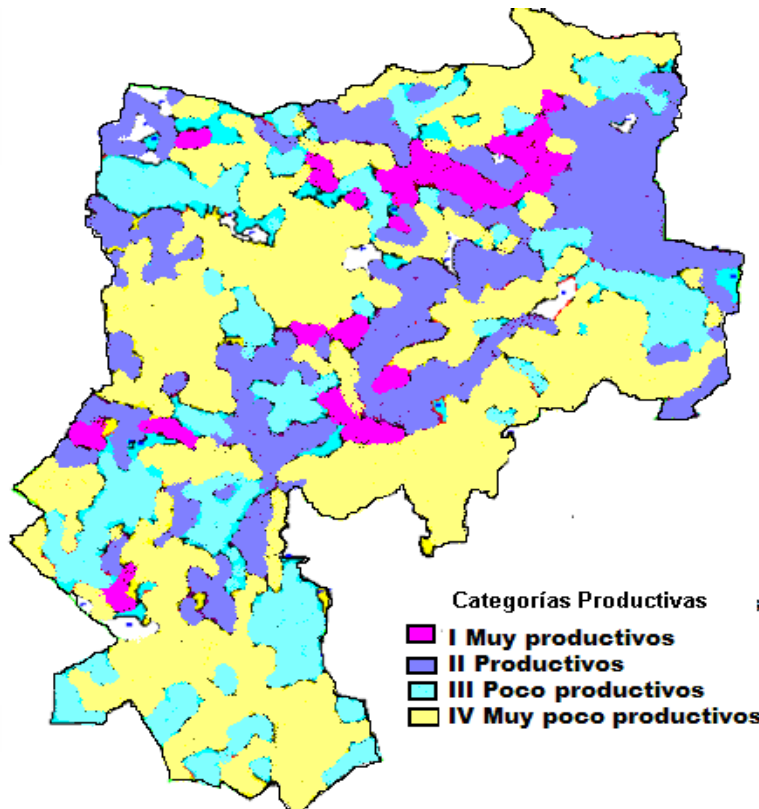 Categorías Productivas
I Muy productivos
II Productivos
III Poco productivos
IV Muy poco productivos